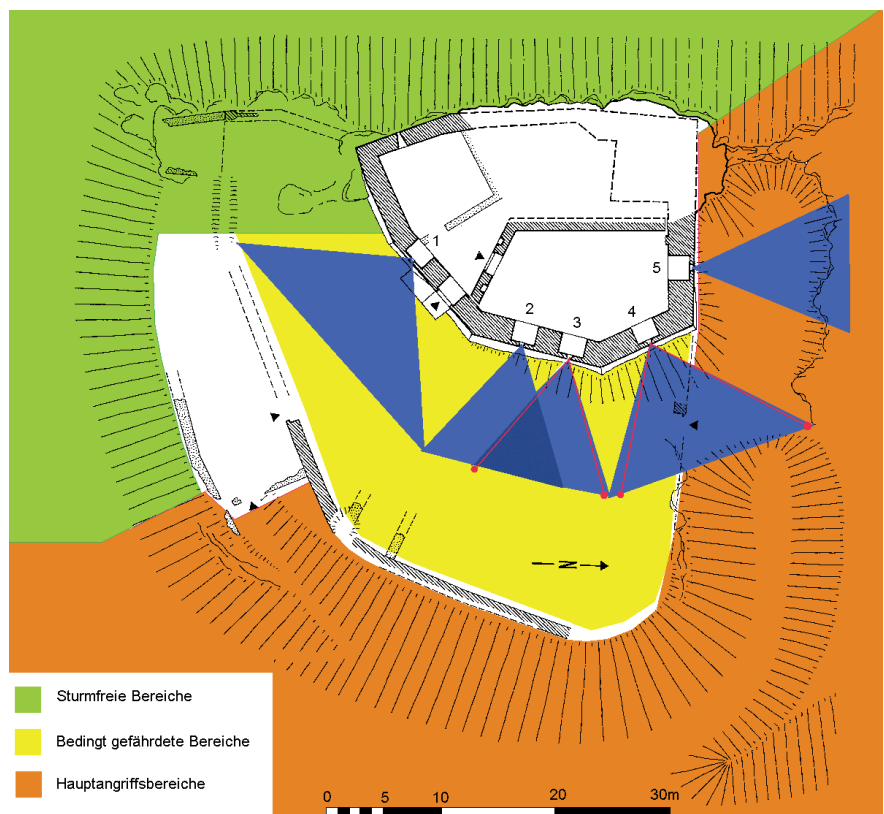 1
2
3
4
5
N
Sturmfreie Bereiche
Bedingt gefährdete Bereiche
Hauptangriffsbereiche
0 5 10 20 30m